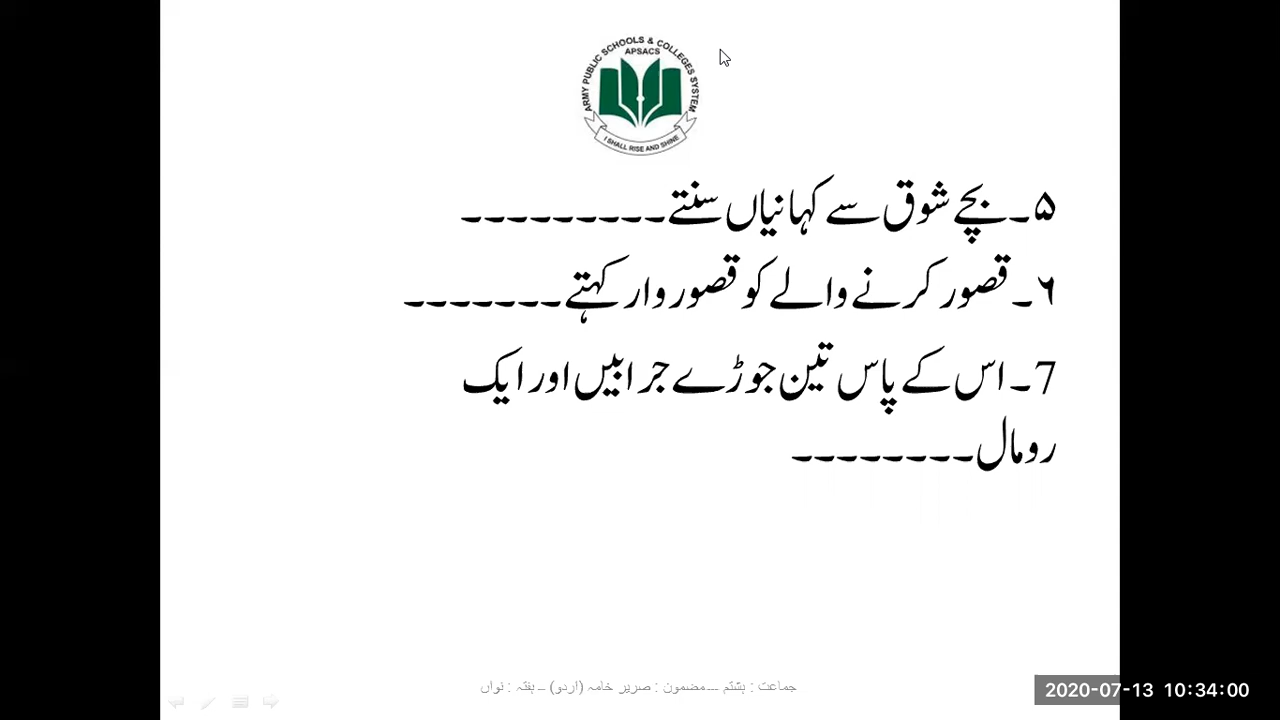 ARMY PUBLIC SCHOOLS & COLLEGES SYSTEM
APSACS
I SHALL RISE AND SHINE
۵۔ بچے شوق سے کہانیاں سنتے۔۔۔۔۔۔۔۔۔
۶۔ قصور کرنے والے کو قصور وار کہتے۔۔۔۔۔۔۔
7۔ اس کے پاس تین جوڑے جرابیں اور ایک
رومال۔۔۔۔۔۔۔۔
جماعت : ہشتم ۔۔۔ مضمون : صریر خامہ (اردو) ۔۔ ہفتہ : نواں
2020-07-13 10:34:00